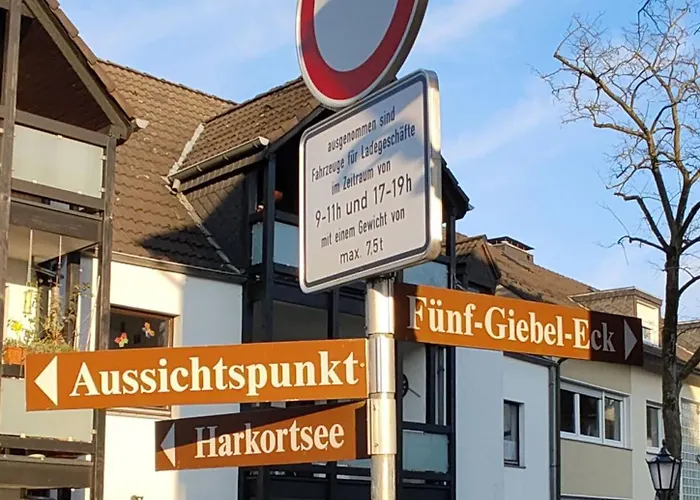 ausgenommen sind
Fahrzeuge für Ladegeschäfte
im Zeitraum von
9-11h und 17-19h
mit einem Gewicht von
max. 7,5t
Fünf-Giebel-Eck
Aussichtspunkt
Harkortsee